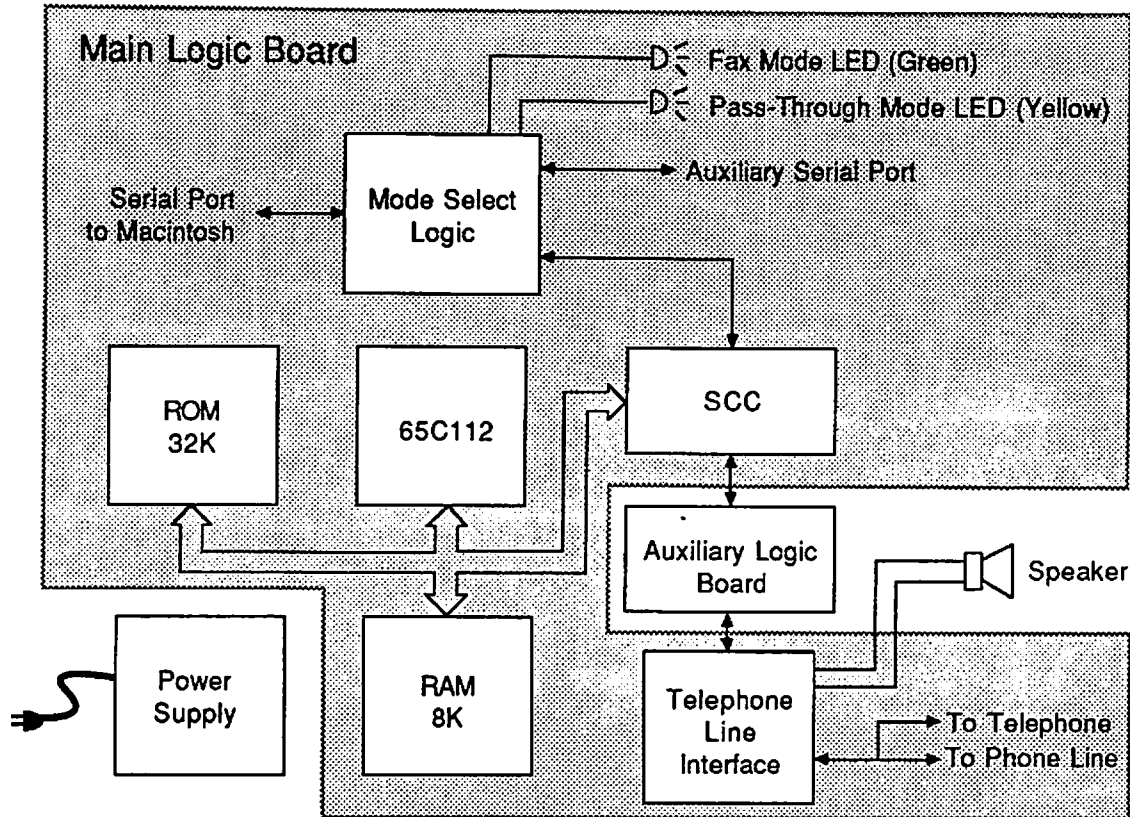 Main Logic Board
Fax Mode LED (Green)
Pass-Through Mode LED (Yellow)
Auxiliary Serial Port
Serial Port
to Macintosh
Mode Select
Logic
ROM
32K
65C112
SCC
Auxiliary Logic
Board
Speaker
Power
Supply
RAM
8K
Telephone
Line
Interface
To Telephone
To Phone Line